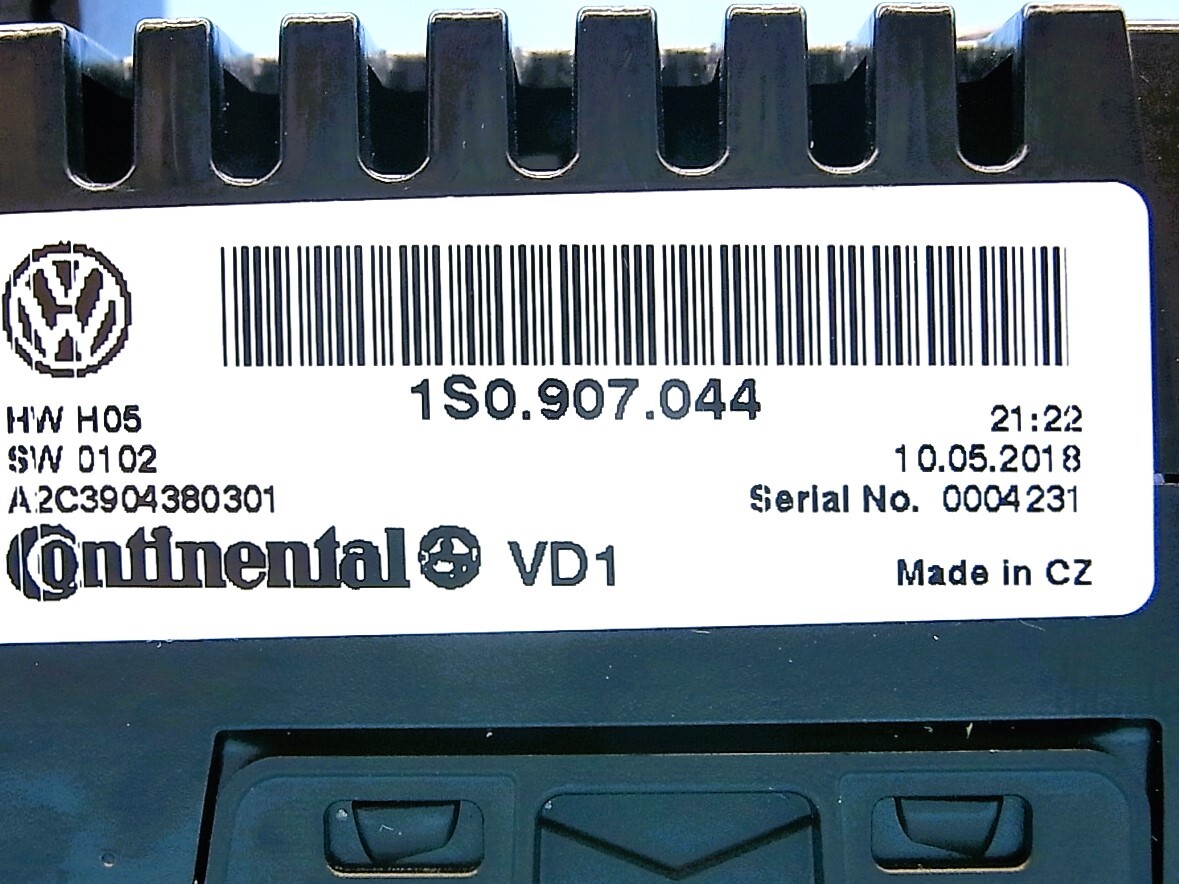 1S0.907.044
HW H05
21:22
SW 0102
10.05.2018
A2C3904380301
Serial No. 0004231
Continental VD1
Made in CZ